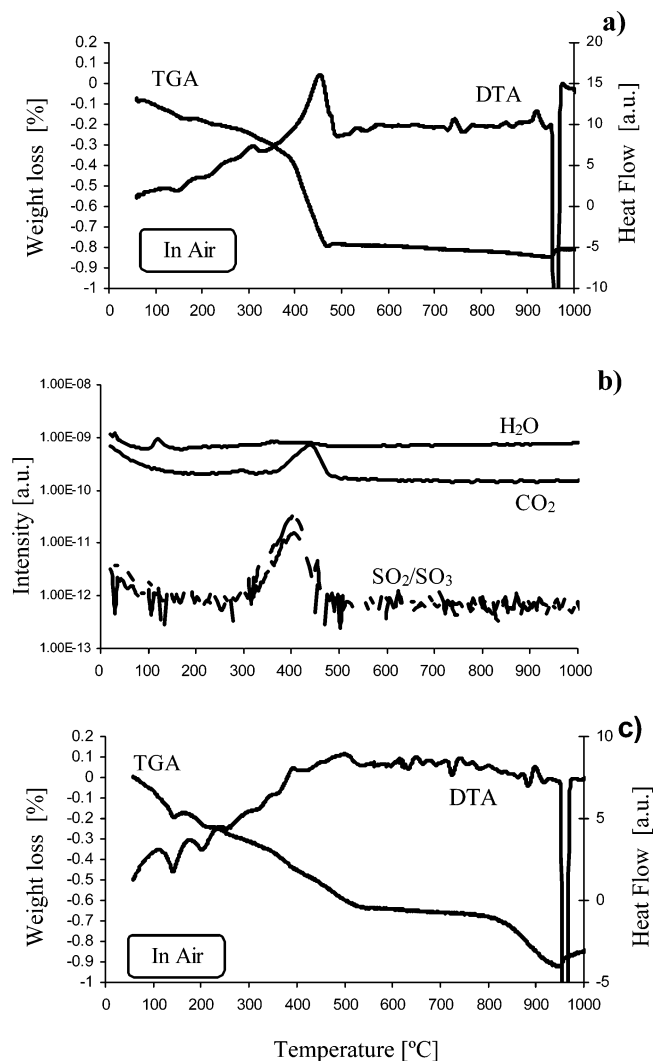 a)
0.2
0.1
0
-0.1
-0.2
-0.3
-0.4
-0.5
-0.6
-0.7
-0.8
-0.9
-1
Weight loss [%]
TGA
DTA
In Air
20
15
10
5
0
-5
-10
Heat Flow [a.u.]
0 100 200 300 400 500 600 700 800 900 1000
b)
1.00E-08
1.00E-09
1.00E-10
1.00E-11
1.00E-12
1.00E-13
Intensity [a.u.]
H₂O
CO₂
SO₂/SO₃
0 100 200 300 400 500 600 700 800 900 1000
c)
0.2
0.1
0
-0.1
-0.2
-0.3
-0.4
-0.5
-0.6
-0.7
-0.8
-0.9
-1
Weight loss [%]
TGA
DTA
In Air
10
5
0
-5
Heat Flow [a.u.]
0 100 200 300 400 500 600 700 800 900 1000
Temperature [ºC]